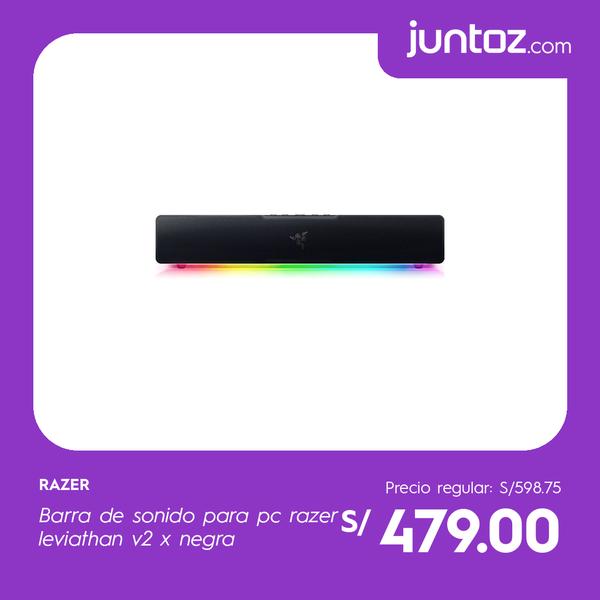 juntoz.com
RAZER
Barra de sonido para pc razer
leviathan v2 x negra
Precio regular: S/598.75
S/ 479.00